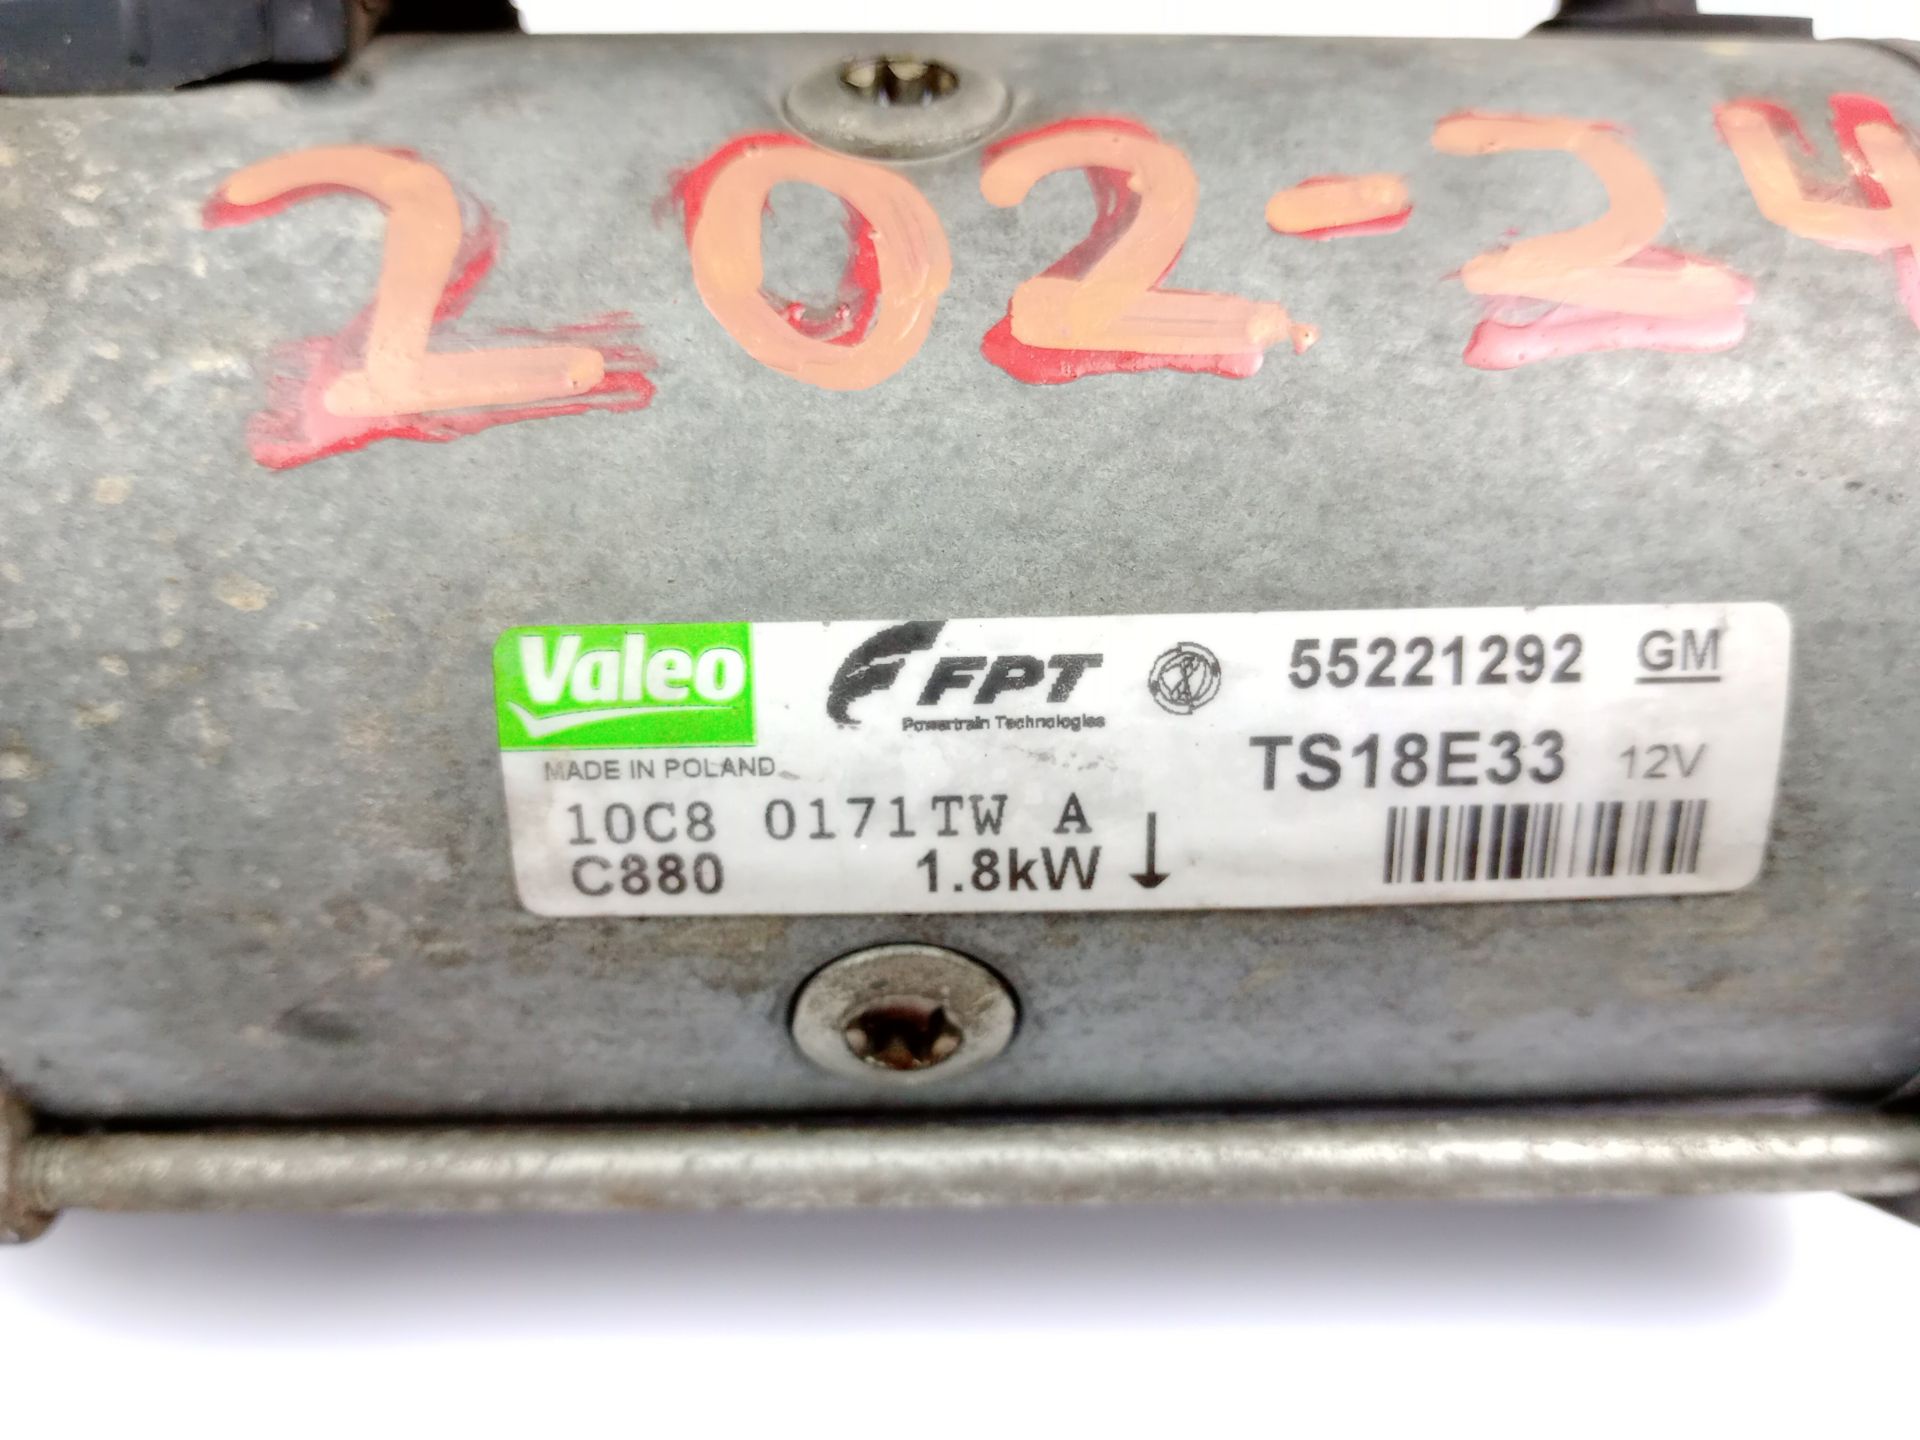 202-24
Valeo FPT 55221292 GM
Powertrain Technologies
MADE IN POLAND TS18E33 12V
10C8 0171TW A
C880 1.8kW